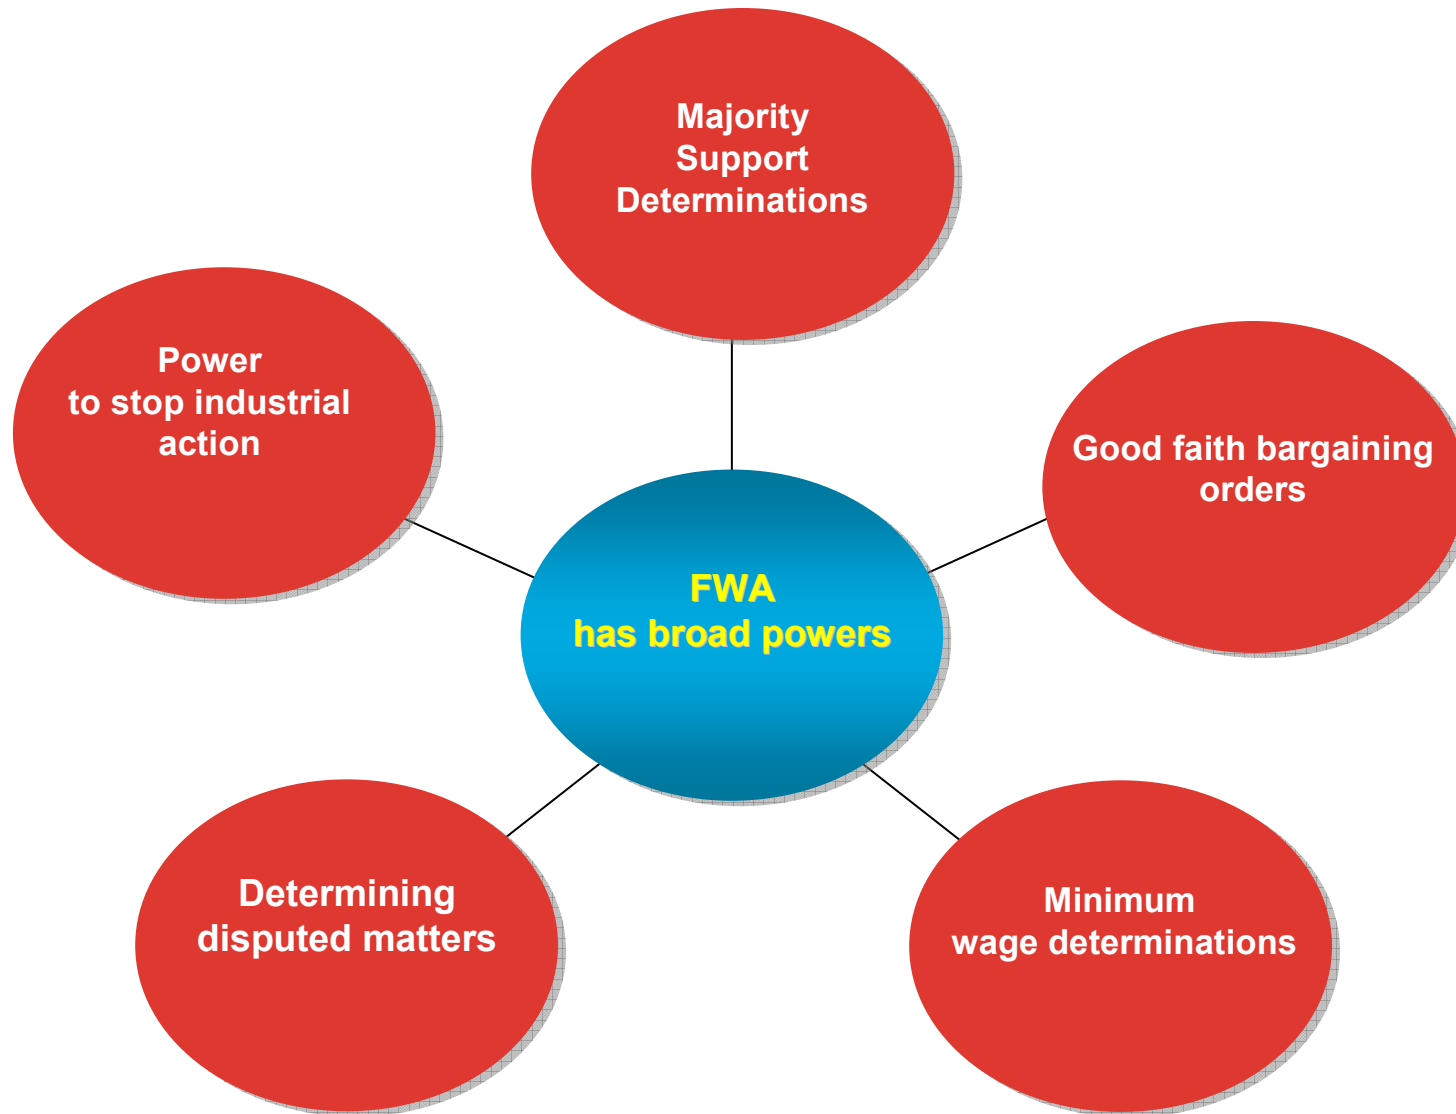 Majority
Support
Determinations
Power
to stop industrial
action
Good faith bargaining
orders
FWA
has broad powers
Determining
disputed matters
Minimum
wage determinations